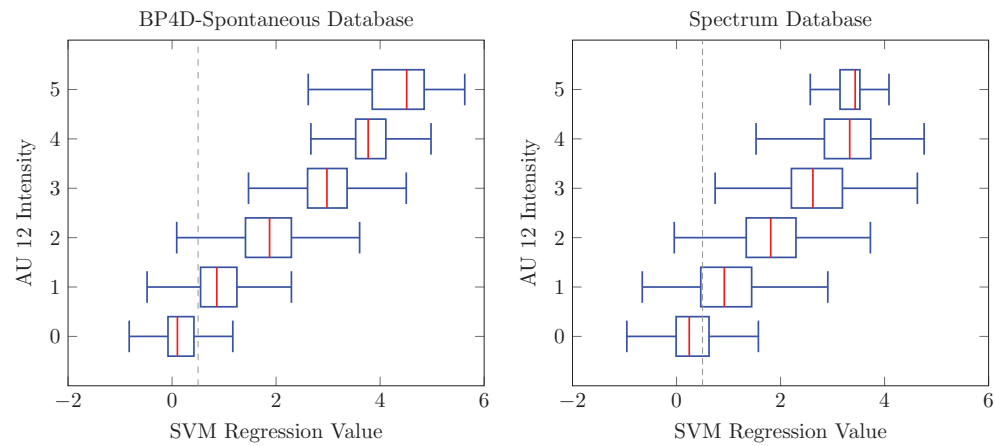 BP4D-Spontaneous Database
AU 12 Intensity
5
4
3
2
1
0
−2 0 2 4 6
SVM Regression Value
Spectrum Database
AU 12 Intensity
5
4
3
2
1
0
−2 0 2 4 6
SVM Regression Value